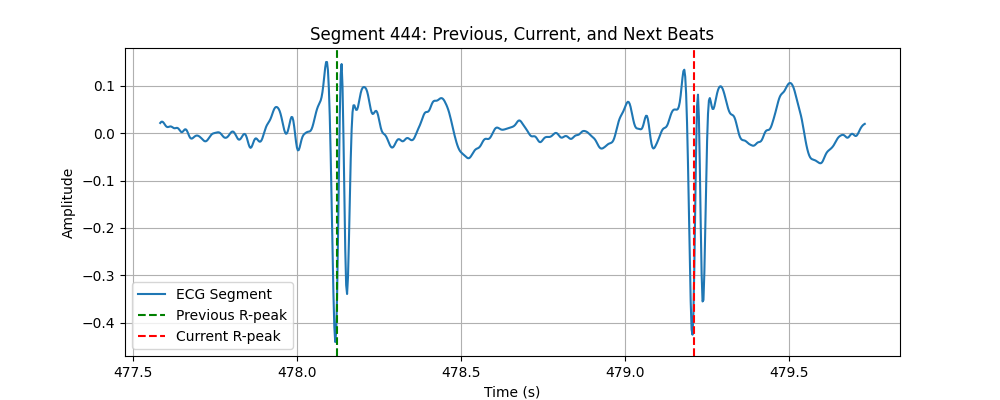 Segment 444: Previous, Current, and Next Beats
Amplitude
0.1
0.0
−0.1
−0.2
−0.3
−0.4
ECG Segment
Previous R-peak
Current R-peak
477.5 478.0 478.5 479.0 479.5
Time (s)